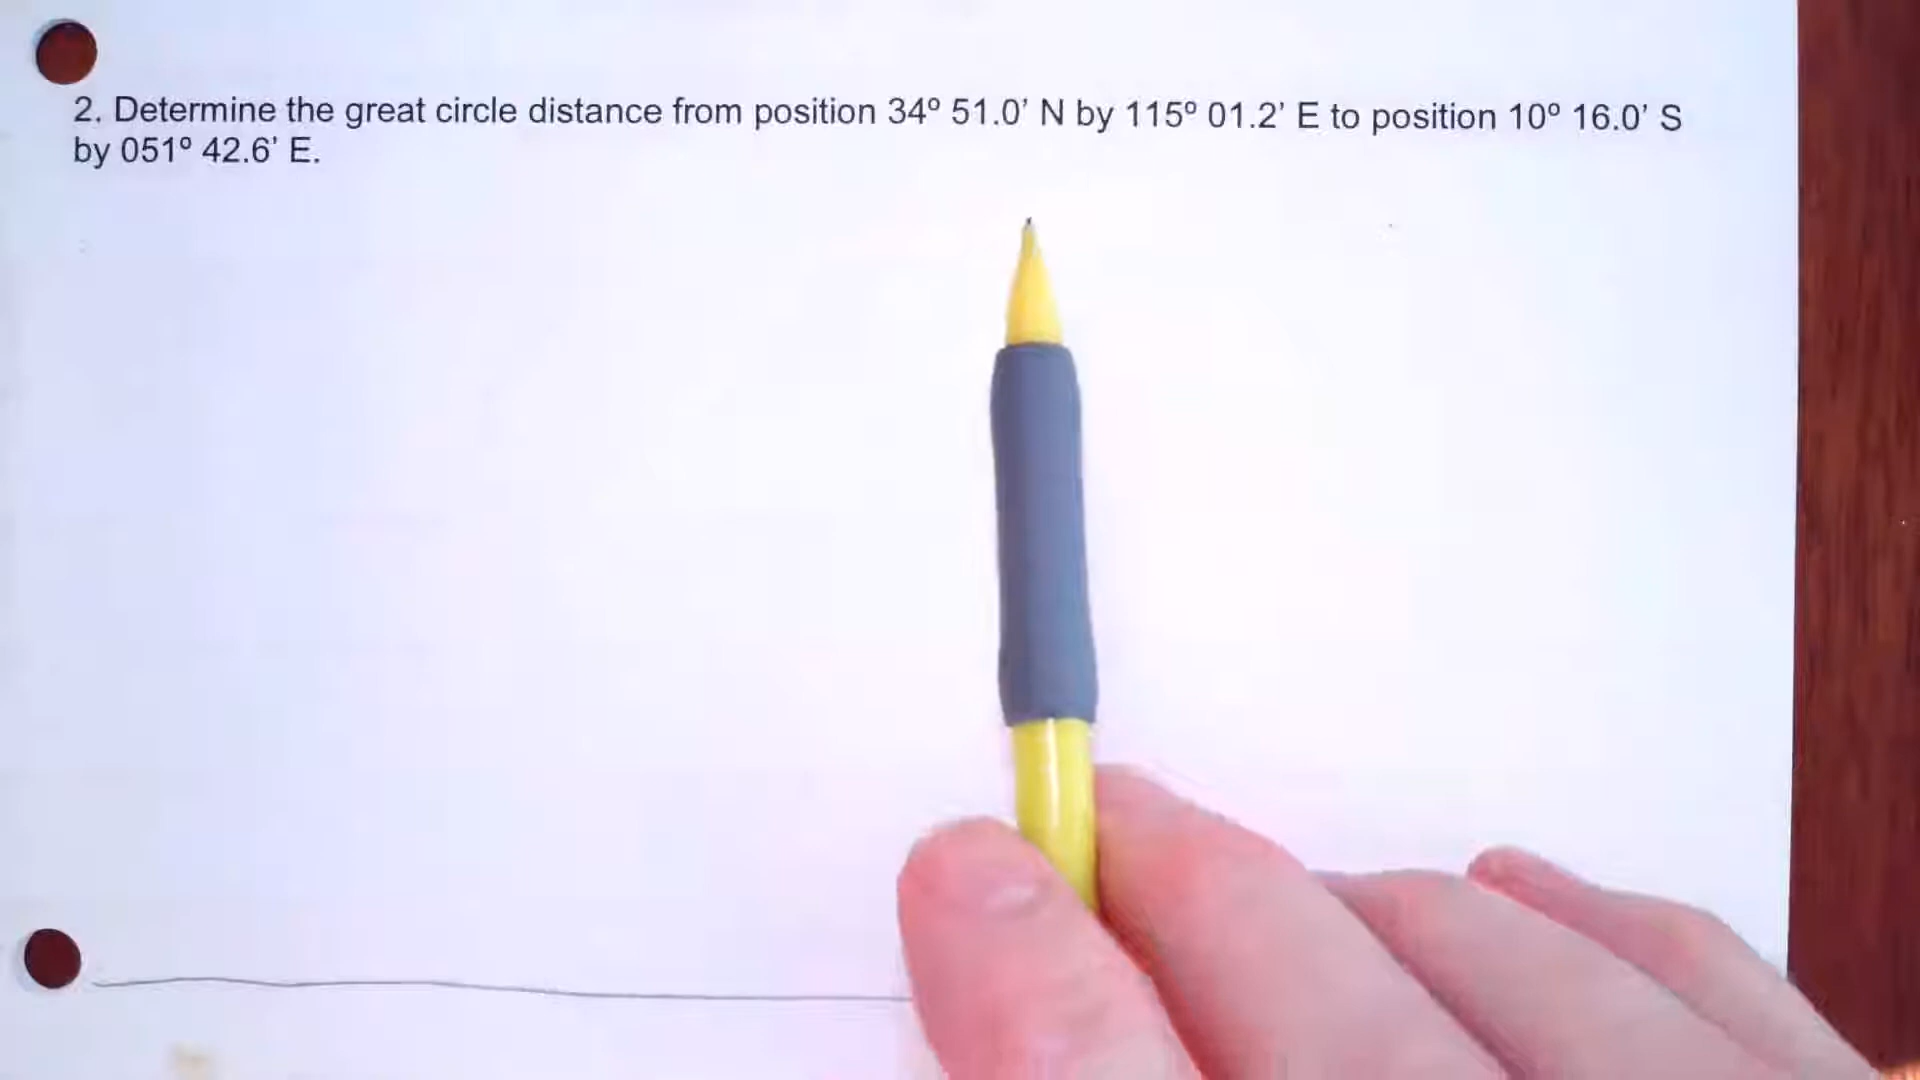 2. Determine the great circle distance from position 34º 51.0’ N by 115º 01.2’ E to position 10º 16.0’ S
by 051º 42.6’ E.